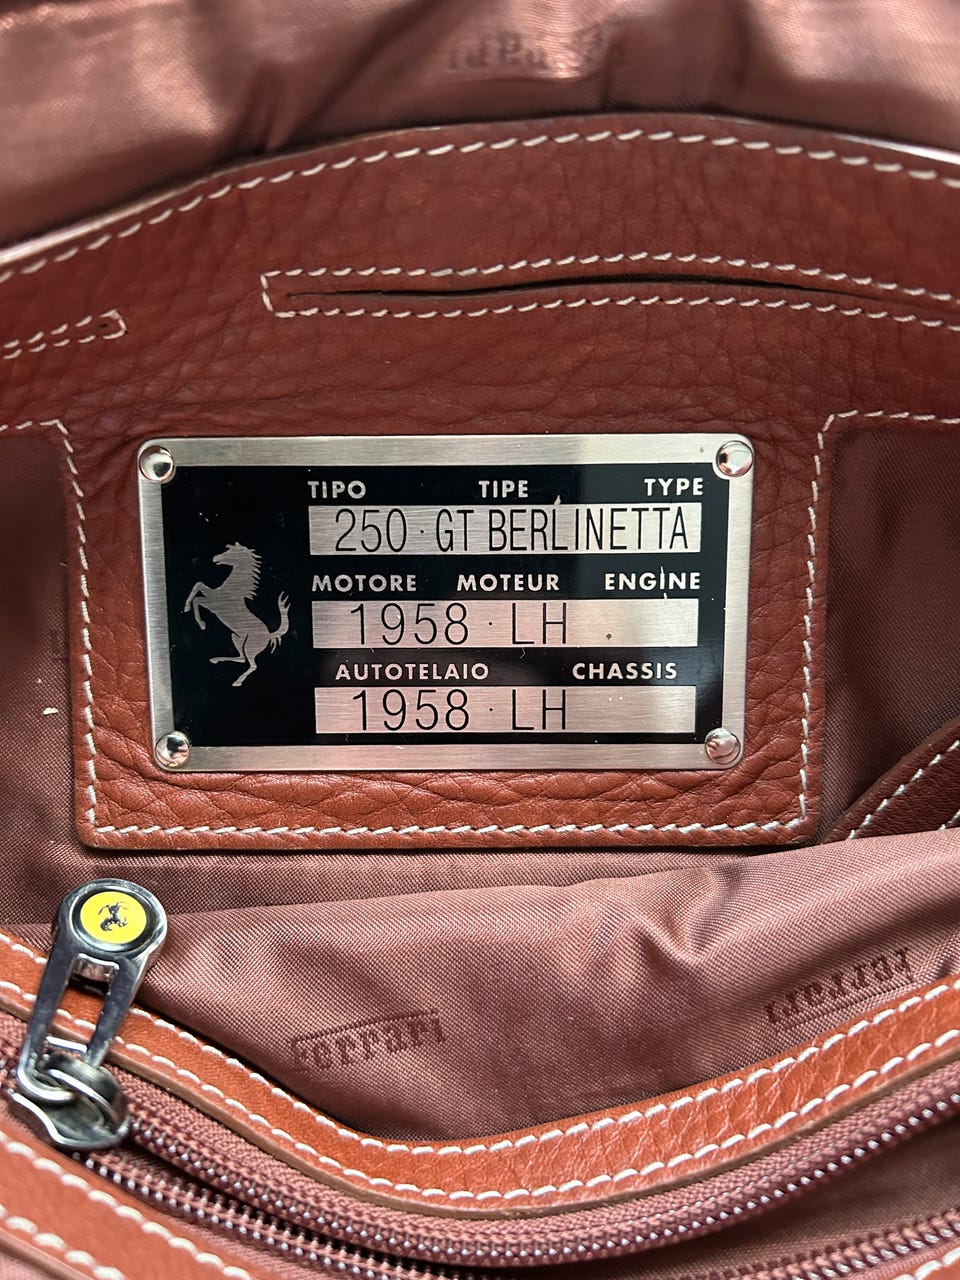 TIPO TIPE TYPE
250 · GT BERLINETTA
MOTORE MOTEUR ENGINE
1958 · LH
AUTOTELAIO CHASSIS
1958 · LH
Ferrari Ferrari